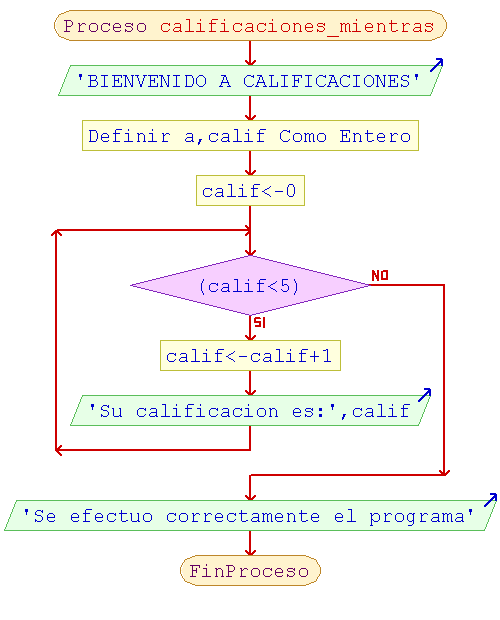 Proceso calificaciones_mientras
'BIENVENIDO A CALIFICACIONES'
Definir a,calif Como Entero
calif<-0
(calif<5)
NO
SI
calif<-calif+1
'Su calificacion es:',calif
'Se efectuo correctamente el programa'
FinProceso